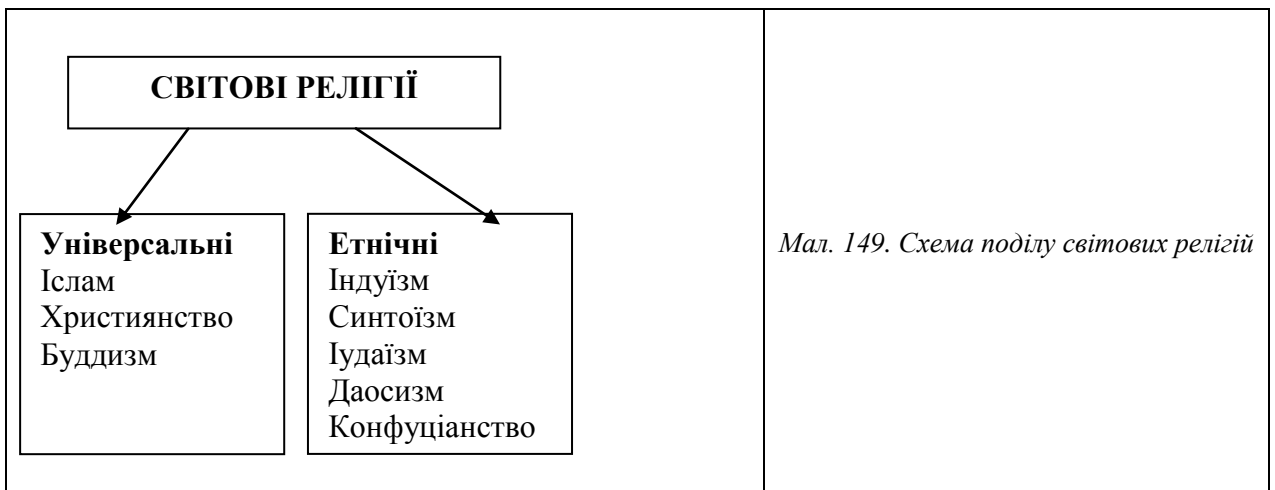 СВІТОВІ РЕЛІГІЇ
Універсальні
Іслам
Християнство
Буддизм
Етнічні
Індуїзм
Синтоїзм
Іудаїзм
Даосизм
Конфуціанство
Мал. 149. Схема поділу світових релігій